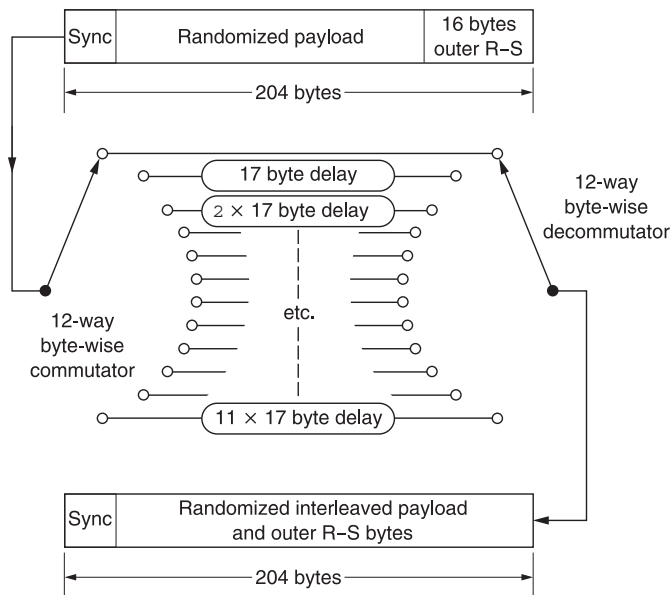 Sync
Randomized payload
16 bytes
outer R–S
204 bytes
17 byte delay
2 × 17 byte delay
12-way
byte-wise
decommutator
etc.
12-way
byte-wise
commutator
11 × 17 byte delay
Sync
Randomized interleaved payload
and outer R–S bytes
204 bytes